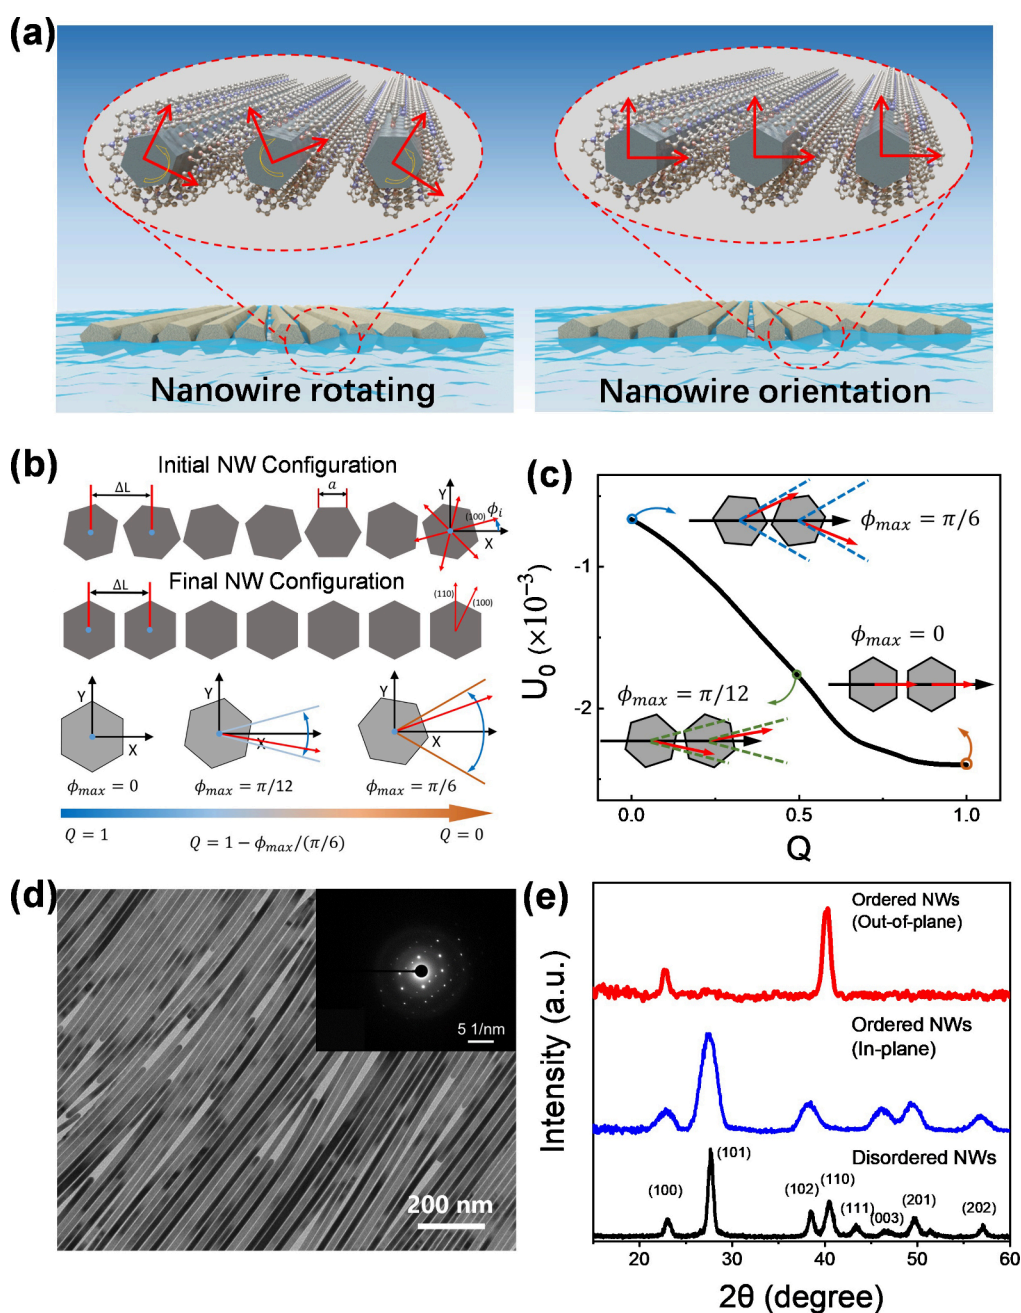 (a)
Nanowire rotating
Nanowire orientation
(b)
Initial NW Configuration
ΔL
a
Y
(100)
ϕi
X
Final NW Configuration
ΔL
(110)
(100)
Y
X
Y
X
Y
X
ϕmax = 0
ϕmax = π/12
ϕmax = π/6
Q = 1
Q = 1 − ϕmax/(π/6)
Q = 0
(c)
U0 (×10−3)
-1
-2
0.0
0.5
1.0
Q
ϕmax = π/6
ϕmax = 0
ϕmax = π/12
(d)
5 1/nm
200 nm
(e)
Intensity (a.u.)
Ordered NWs
(Out-of-plane)
Ordered NWs
(In-plane)
Disordered NWs
(100)
(101)
(102)
(110)
(111)
(003)
(201)
(202)
20
30
40
50
60
2θ (degree)